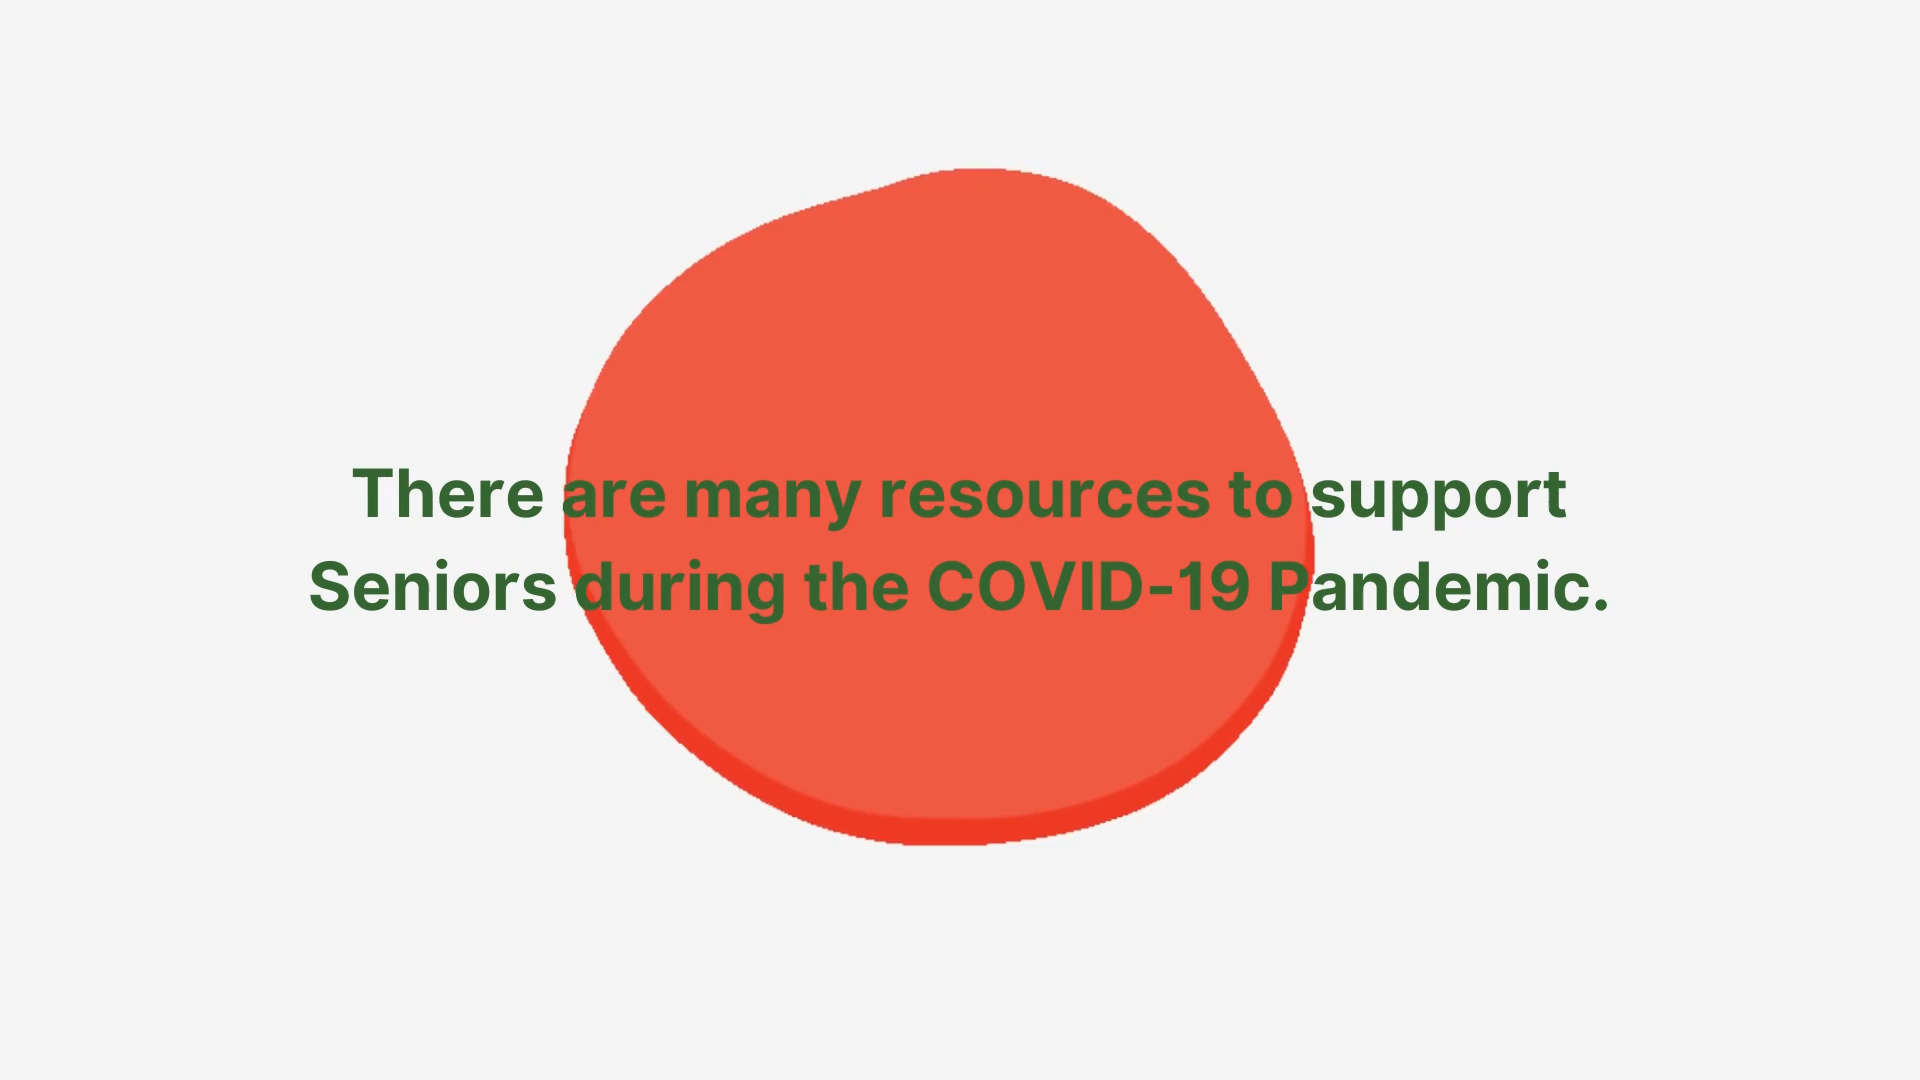 There are many resources to support
Seniors during the COVID-19 Pandemic.